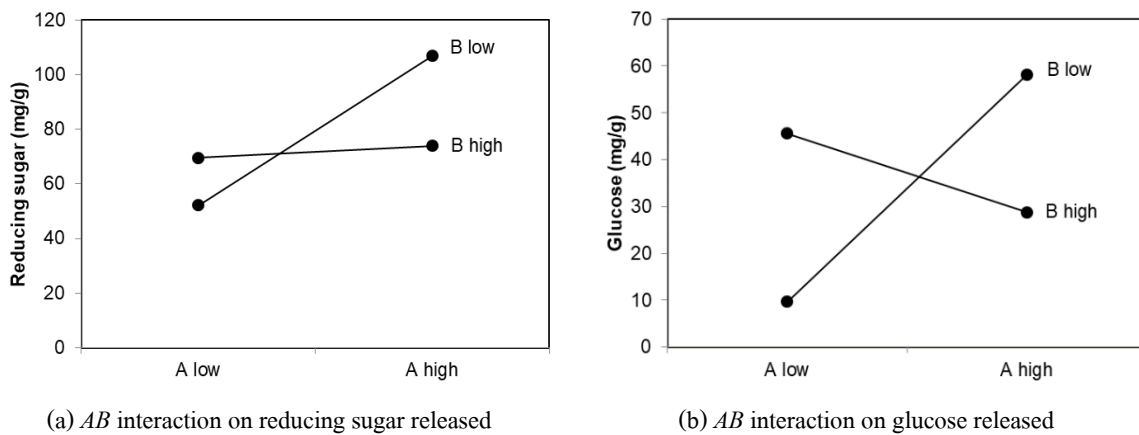 Reducing sugar (mg/g)
120
100
80
60
40
20
0
B low
B high
A low
A high
(a) AB interaction on reducing sugar released
Glucose (mg/g)
70
60
50
40
30
20
10
0
B low
B high
A low
A high
(b) AB interaction on glucose released